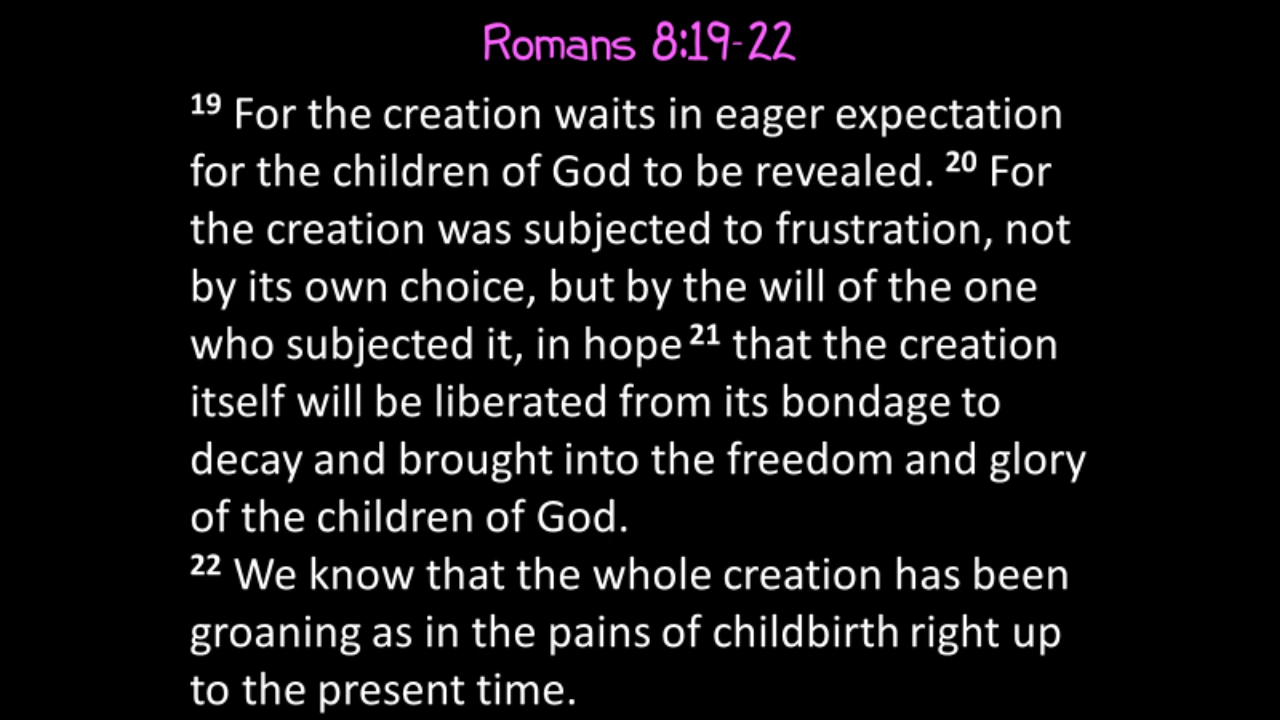 Romans 8:19-22
19 For the creation waits in eager expectation
for the children of God to be revealed. 20 For
the creation was subjected to frustration, not
by its own choice, but by the will of the one
who subjected it, in hope 21 that the creation
itself will be liberated from its bondage to
decay and brought into the freedom and glory
of the children of God.
22 We know that the whole creation has been
groaning as in the pains of childbirth right up
to the present time.